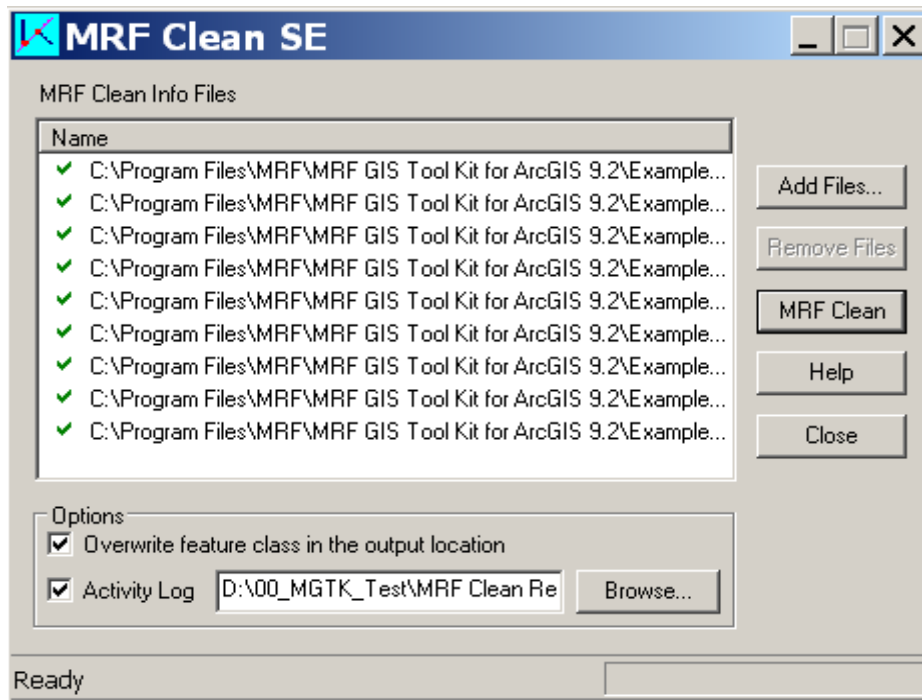 MRF Clean SE
MRF Clean Info Files
Name
C:\Program Files\MRF\MRF GIS Tool Kit for ArcGIS 9.2\Example...
C:\Program Files\MRF\MRF GIS Tool Kit for ArcGIS 9.2\Example...
C:\Program Files\MRF\MRF GIS Tool Kit for ArcGIS 9.2\Example...
C:\Program Files\MRF\MRF GIS Tool Kit for ArcGIS 9.2\Example...
C:\Program Files\MRF\MRF GIS Tool Kit for ArcGIS 9.2\Example...
C:\Program Files\MRF\MRF GIS Tool Kit for ArcGIS 9.2\Example...
C:\Program Files\MRF\MRF GIS Tool Kit for ArcGIS 9.2\Example...
C:\Program Files\MRF\MRF GIS Tool Kit for ArcGIS 9.2\Example...
C:\Program Files\MRF\MRF GIS Tool Kit for ArcGIS 9.2\Example...
Add Files...
Remove Files
MRF Clean
Help
Close
Options
Overwrite feature class in the output location
Activity Log D:\00_MGTK_Test\MRF Clean Re Browse...
Ready